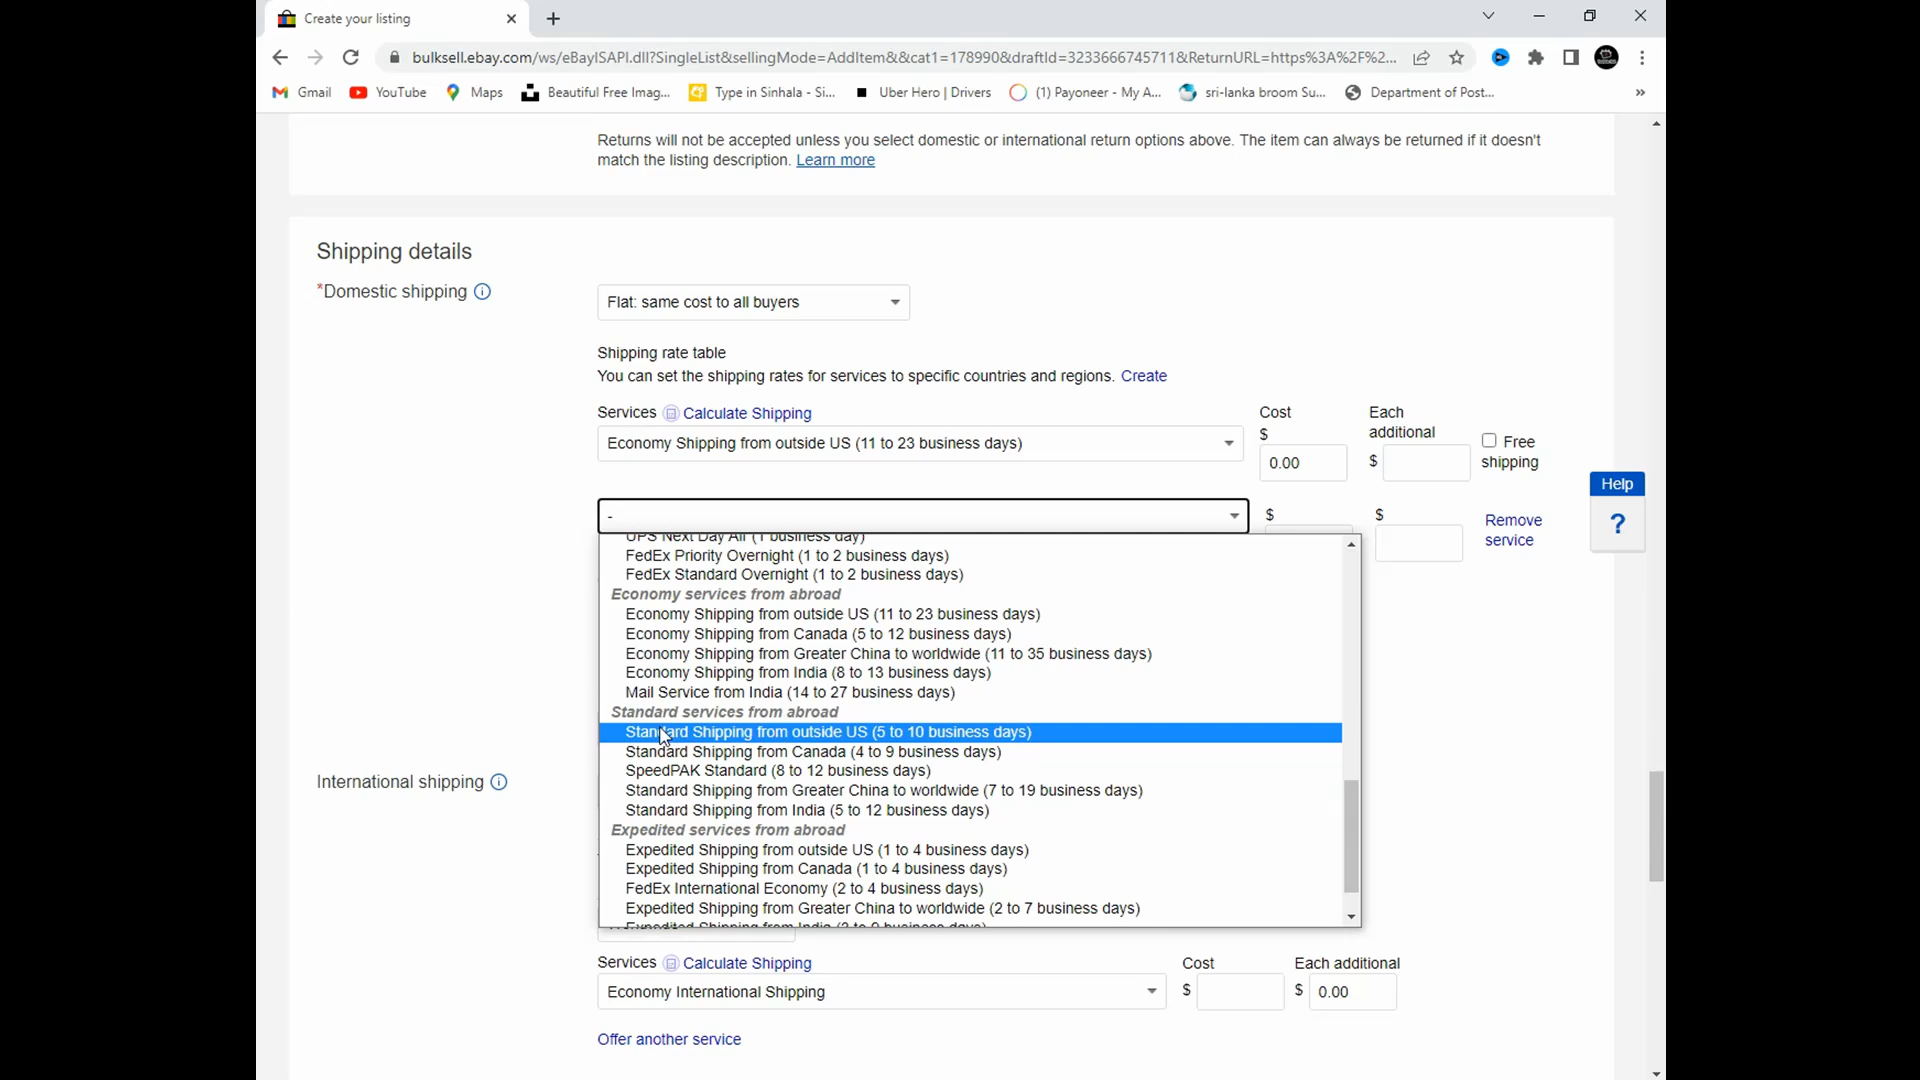 Create your listing
bulksell.ebay.com/ws/eBayISAPI.dll?SingleList&sellingMode=AddItem&&cat1=178990&draftId=3233666745711&ReturnURL=https%3A%2F%2...
Gmail YouTube Maps Beautiful Free Imag... Type in Sinhala - Si... Uber Hero | Drivers (1) Payoneer - My A... sri-lanka broom Su... Department of Post... »
Returns will not be accepted unless you select domestic or international return options above. The item can always be returned if it doesn't
match the listing description. Learn more
Shipping details
*Domestic shipping
Flat: same cost to all buyers
Shipping rate table
You can set the shipping rates for services to specific countries and regions. Create
Services Calculate Shipping
Cost
Each
additional
$
Economy Shipping from outside US (11 to 23 business days)
0.00
$
Free
shipping
Help
?
-
$
$
Remove
service
UPS Next Day Air (1 business day)
FedEx Priority Overnight (1 to 2 business days)
FedEx Standard Overnight (1 to 2 business days)
Economy services from abroad
Economy Shipping from outside US (11 to 23 business days)
Economy Shipping from Canada (5 to 12 business days)
Economy Shipping from Greater China to worldwide (11 to 35 business days)
Economy Shipping from India (8 to 13 business days)
Mail Service from India (14 to 27 business days)
Standard services from abroad
Standard Shipping from outside US (5 to 10 business days)
Standard Shipping from Canada (4 to 9 business days)
SpeedPAK Standard (8 to 12 business days)
Standard Shipping from Greater China to worldwide (7 to 19 business days)
Standard Shipping from India (5 to 12 business days)
Expedited services from abroad
Expedited Shipping from outside US (1 to 4 business days)
Expedited Shipping from Canada (1 to 4 business days)
FedEx International Economy (2 to 4 business days)
Expedited Shipping from Greater China to worldwide (2 to 7 business days)
International shipping
Services Calculate Shipping
Cost
Each additional
Economy International Shipping
$
$ 0.00
Offer another service